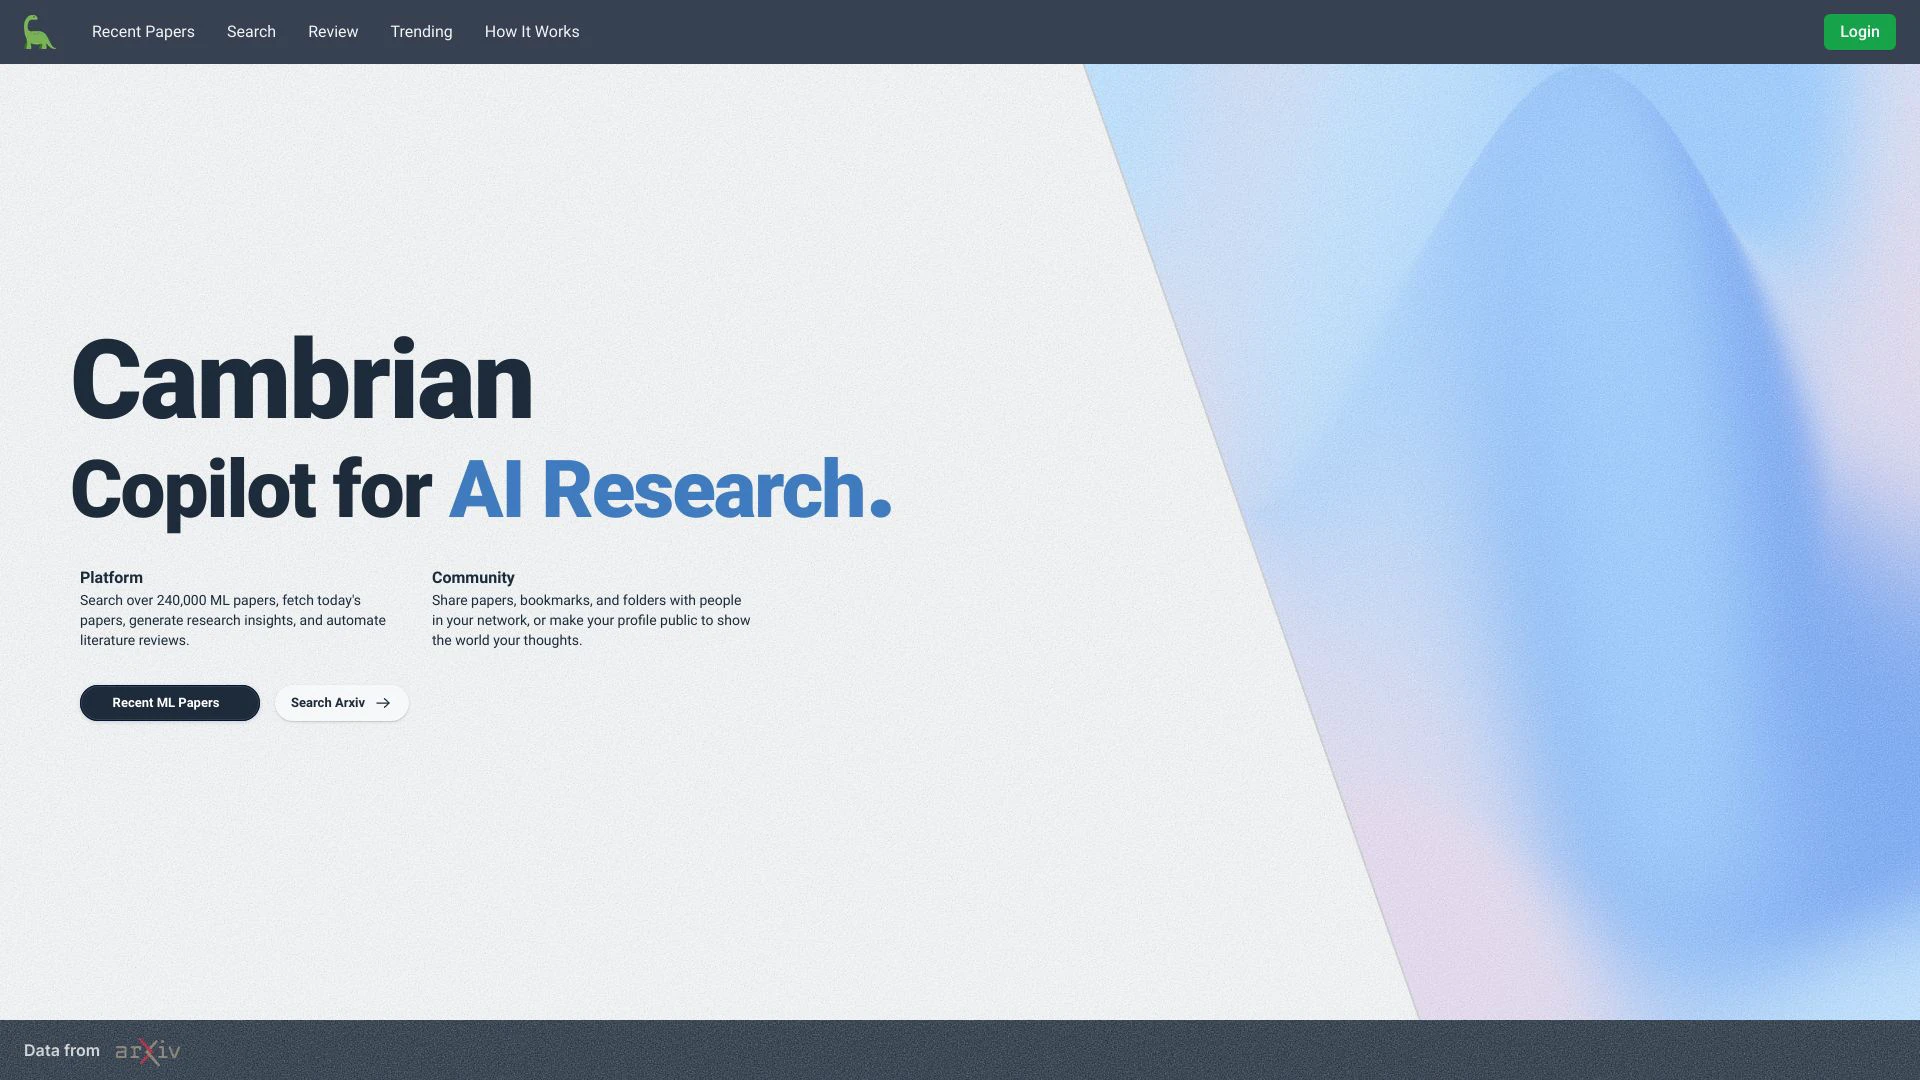 Recent Papers
Search
Review
Trending
How It Works
Login
Cambrian
Copilot for AI Research.
Platform
Search over 240,000 ML papers, fetch today's
papers, generate research insights, and automate
literature reviews.
Community
Share papers, bookmarks, and folders with people
in your network, or make your profile public to show
the world your thoughts.
Recent ML Papers
Search Arxiv
Data from
arXiv